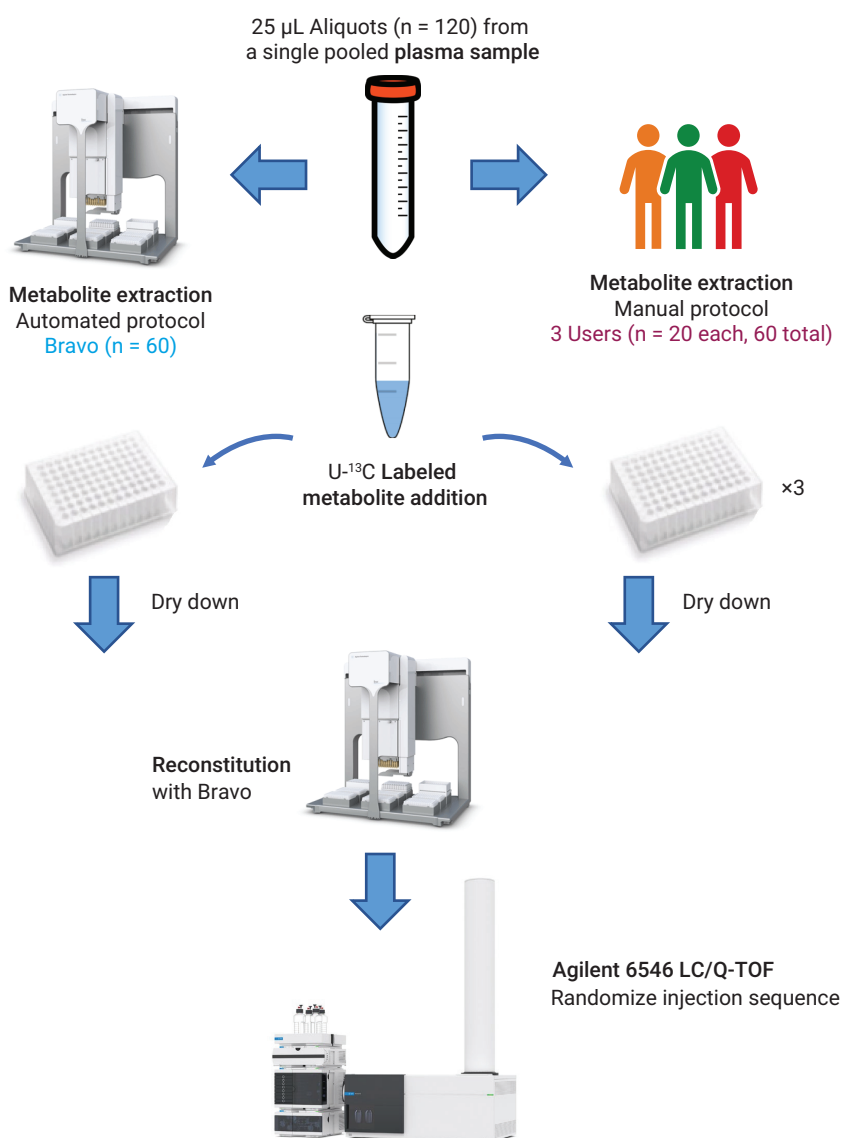 25 µL Aliquots (n = 120) from
a single pooled plasma sample
Metabolite extraction
Automated protocol
Bravo (n = 60)
Metabolite extraction
Manual protocol
3 Users (n = 20 each, 60 total)
U-¹³C Labeled
metabolite addition
×3
Dry down
Dry down
Reconstitution
with Bravo
Agilent 6546 LC/Q-TOF
Randomize injection sequence